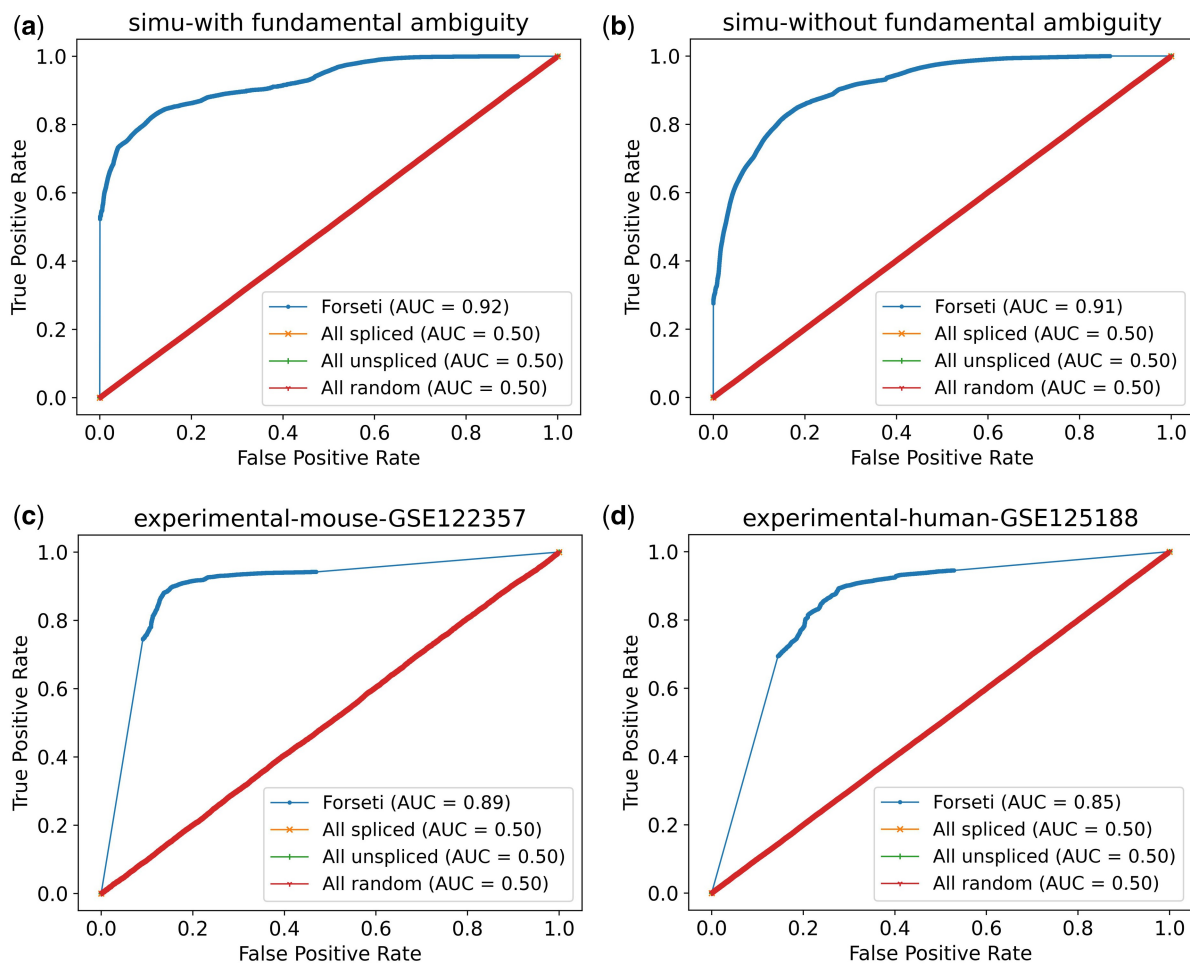 (a)
simu-with fundamental ambiguity
1.0
0.8
0.6
0.4
0.2
0.0
True Positive Rate
Forseti (AUC = 0.92)
All spliced (AUC = 0.50)
All unspliced (AUC = 0.50)
All random (AUC = 0.50)
0.0 0.2 0.4 0.6 0.8 1.0
False Positive Rate
(b)
simu-without fundamental ambiguity
1.0
0.8
0.6
0.4
0.2
0.0
True Positive Rate
Forseti (AUC = 0.91)
All spliced (AUC = 0.50)
All unspliced (AUC = 0.50)
All random (AUC = 0.50)
0.0 0.2 0.4 0.6 0.8 1.0
False Positive Rate
(c)
experimental-mouse-GSE122357
1.0
0.8
0.6
0.4
0.2
0.0
True Positive Rate
Forseti (AUC = 0.89)
All spliced (AUC = 0.50)
All unspliced (AUC = 0.50)
All random (AUC = 0.50)
0.0 0.2 0.4 0.6 0.8 1.0
False Positive Rate
(d)
experimental-human-GSE125188
1.0
0.8
0.6
0.4
0.2
0.0
True Positive Rate
Forseti (AUC = 0.85)
All spliced (AUC = 0.50)
All unspliced (AUC = 0.50)
All random (AUC = 0.50)
0.0 0.2 0.4 0.6 0.8 1.0
False Positive Rate